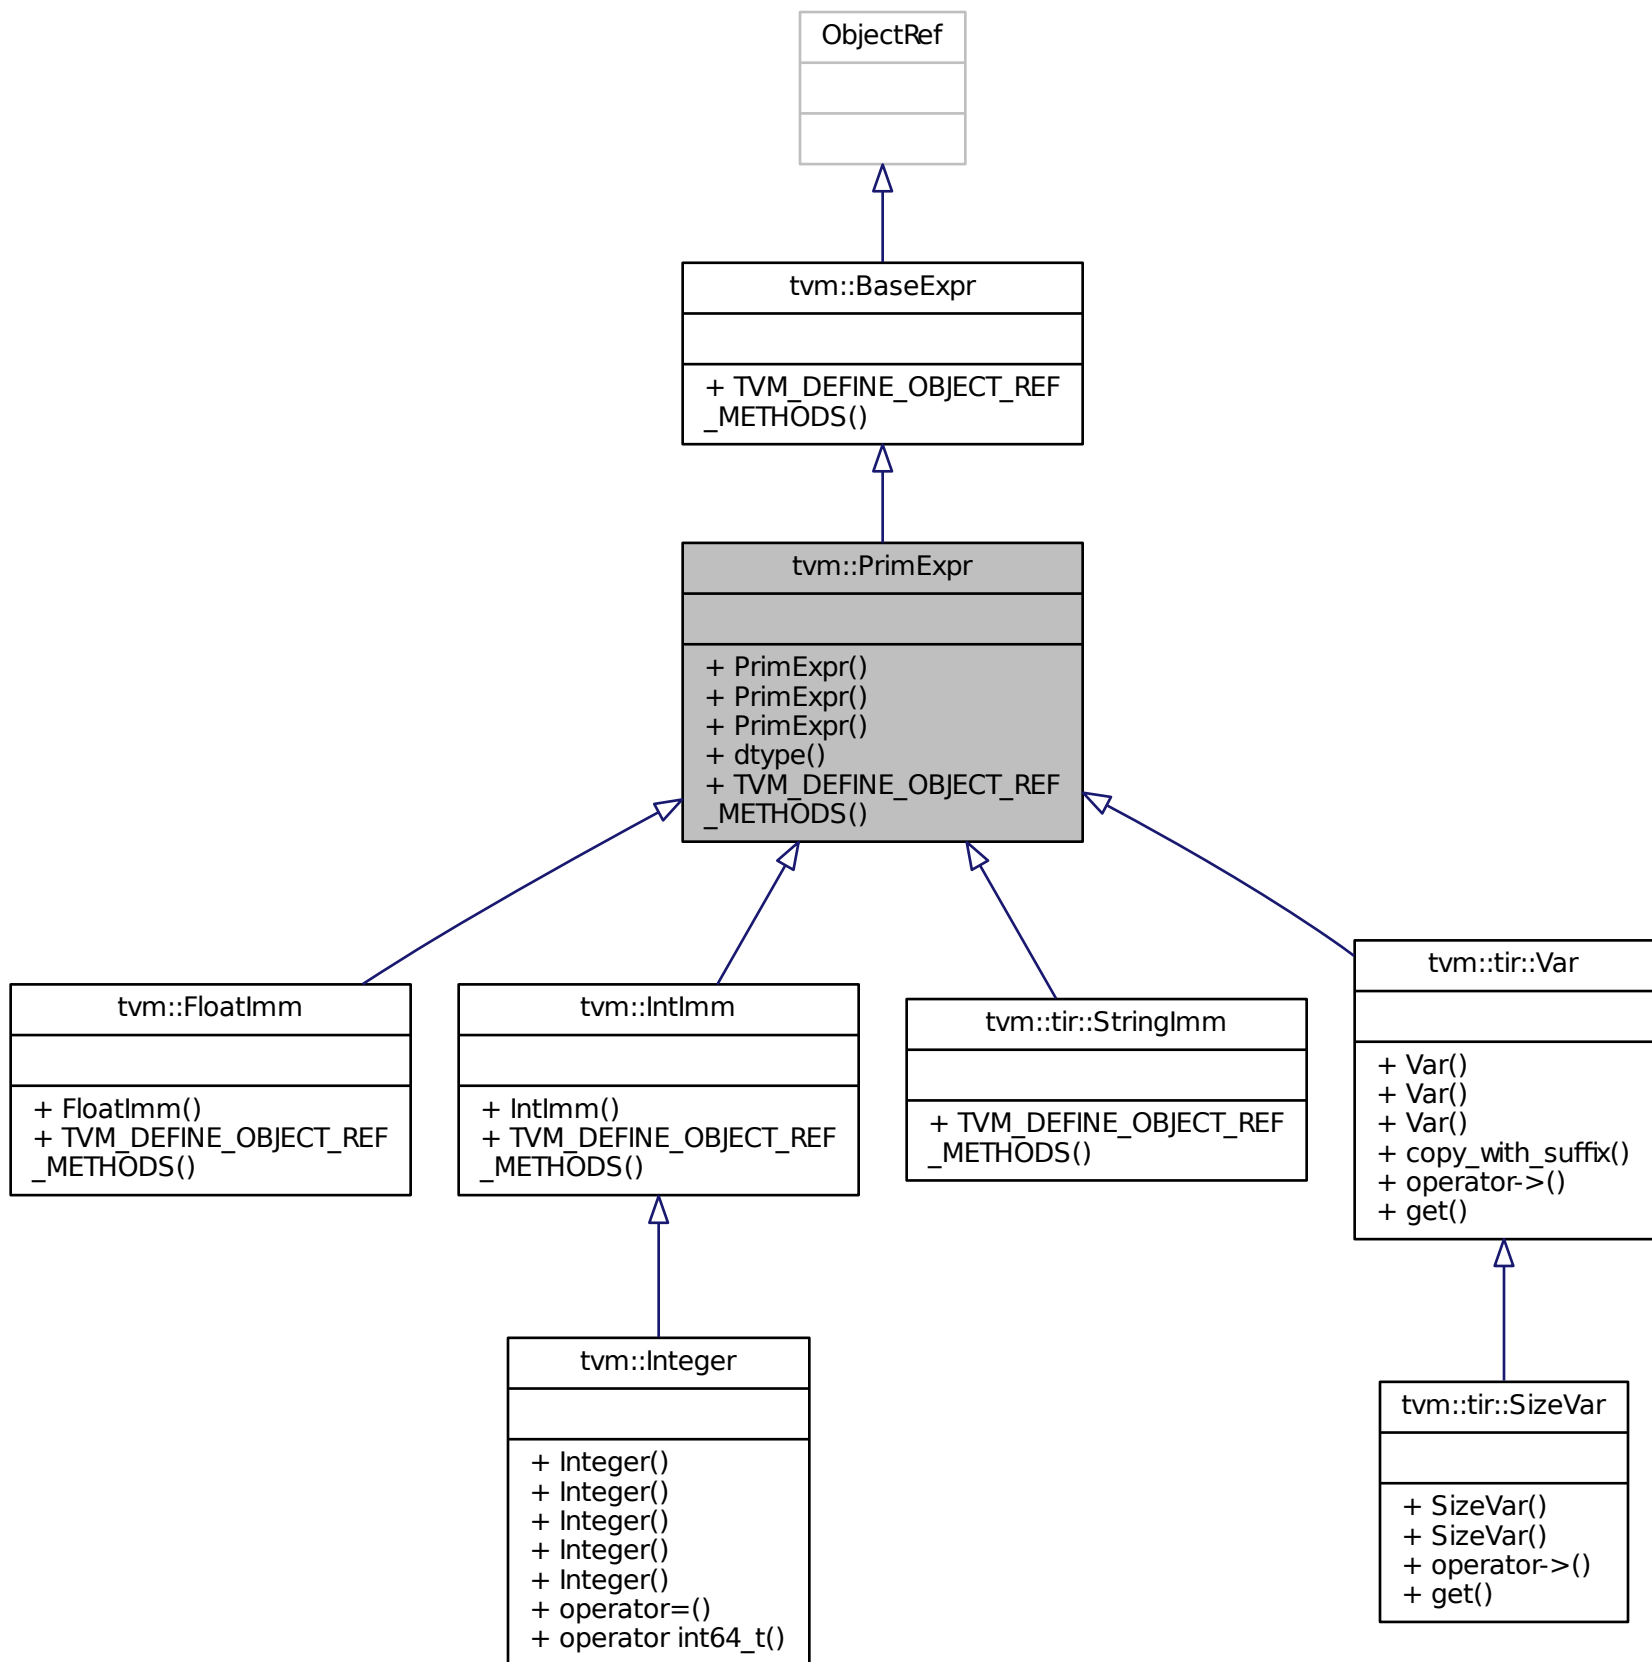 ObjectRef
tvm::BaseExpr
+ TVM_DEFINE_OBJECT_REF
_METHODS()
tvm::PrimExpr
+ PrimExpr()
+ PrimExpr()
+ PrimExpr()
+ dtype()
+ TVM_DEFINE_OBJECT_REF
_METHODS()
tvm::FloatImm
+ FloatImm()
+ TVM_DEFINE_OBJECT_REF
_METHODS()
tvm::IntImm
+ IntImm()
+ TVM_DEFINE_OBJECT_REF
_METHODS()
tvm::tir::StringImm
+ TVM_DEFINE_OBJECT_REF
_METHODS()
tvm::tir::Var
+ Var()
+ Var()
+ Var()
+ copy_with_suffix()
+ operator->()
+ get()
tvm::Integer
+ Integer()
+ Integer()
+ Integer()
+ Integer()
+ Integer()
+ operator=()
+ operator int64_t()
tvm::tir::SizeVar
+ SizeVar()
+ SizeVar()
+ operator->()
+ get()